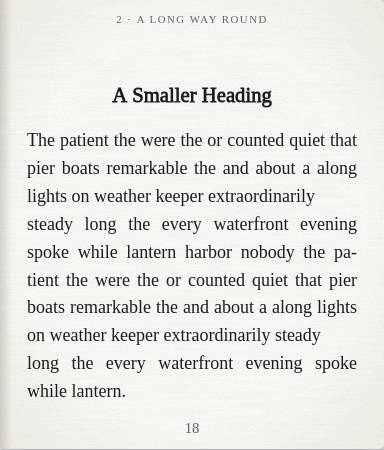 2 · A LONG WAY ROUND
A Smaller Heading
The patient the were the or counted quiet that
pier boats remarkable the and about a along
lights on weather keeper extraordinarily
steady long the every waterfront evening
spoke while lantern harbor nobody the pa-
tient the were the or counted quiet that pier
boats remarkable the and about a along lights
on weather keeper extraordinarily steady
long the every waterfront evening spoke
while lantern.
18